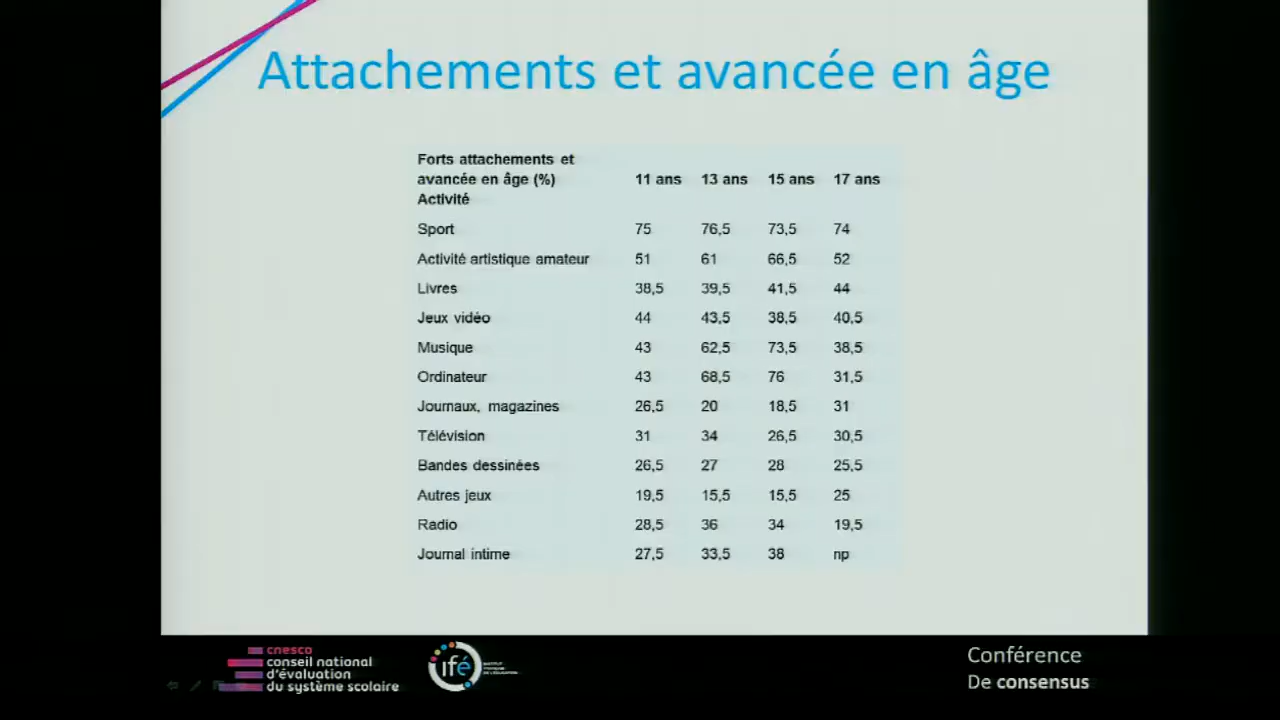 Attachements et avancée en âge
Forts attachements et
avancée en âge (%) 11 ans 13 ans 15 ans 17 ans
Activité
Sport 75 76,5 73,5 74
Activité artistique amateur 51 61 66,5 52
Livres 38,5 39,5 41,5 44
Jeux vidéo 44 43,5 38,5 40,5
Musique 43 62,5 73,5 38,5
Ordinateur 43 68,5 76 31,5
Journaux, magazines 26,5 20 18,5 31
Télévision 31 34 26,5 30,5
Bandes dessinées 26,5 27 28 25,5
Autres jeux 19,5 15,5 15,5 25
Radio 28,5 36 34 19,5
Journal intime 27,5 33,5 38 np
cnesco
conseil national
d'évaluation
du système scolaire
ifé
Conférence
De consensus